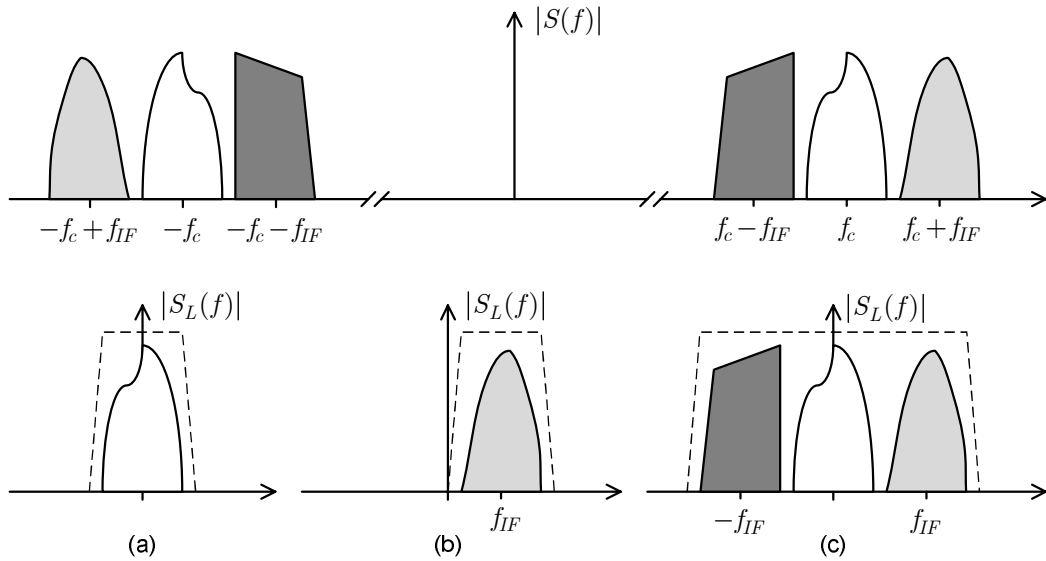 |S(f)|
−f_c + f_IF
−f_c
−f_c − f_IF
f_c − f_IF
f_c
f_c + f_IF
|S_L(f)|
|S_L(f)|
|S_L(f)|
f_IF
−f_IF
f_IF
(a)
(b)
(c)